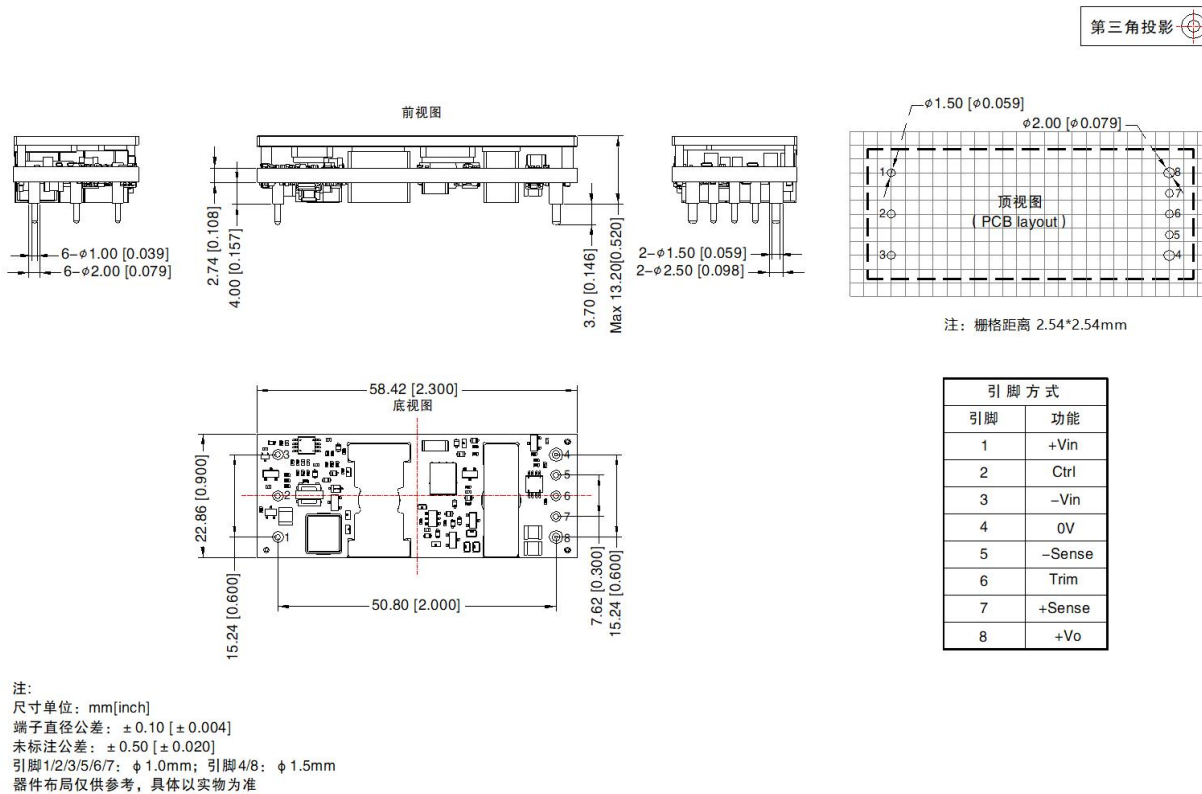 第三角投影
前视图
2.74 [0.108]
4.00 [0.157]
3.70 [0.146]
Max 13.20[0.520]
6-φ1.00 [0.039]
6-φ2.00 [0.079]
2-φ1.50 [0.059]
2-φ2.50 [0.098]
φ1.50 [φ0.059]
φ2.00 [φ0.079]
1
2
3
8
7
6
5
4
顶视图
( PCB layout )
注: 栅格距离 2.54*2.54mm
58.42 [2.300]
底视图
22.86 [0.900]
15.24 [0.600]
3
2
1
4
5
6
7
8
50.80 [2.000]
7.62 [0.300]
15.24 [0.600]
引脚方式
引脚 功能
1 +Vin
2 Ctrl
3 −Vin
4 0V
5 −Sense
6 Trim
7 +Sense
8 +Vo
注:
尺寸单位: mm[inch]
端子直径公差: ±0.10 [±0.004]
未标注公差: ±0.50 [±0.020]
引脚1/2/3/5/6/7: φ1.0mm; 引脚4/8: φ1.5mm
器件布局仅供参考，具体以实物为准